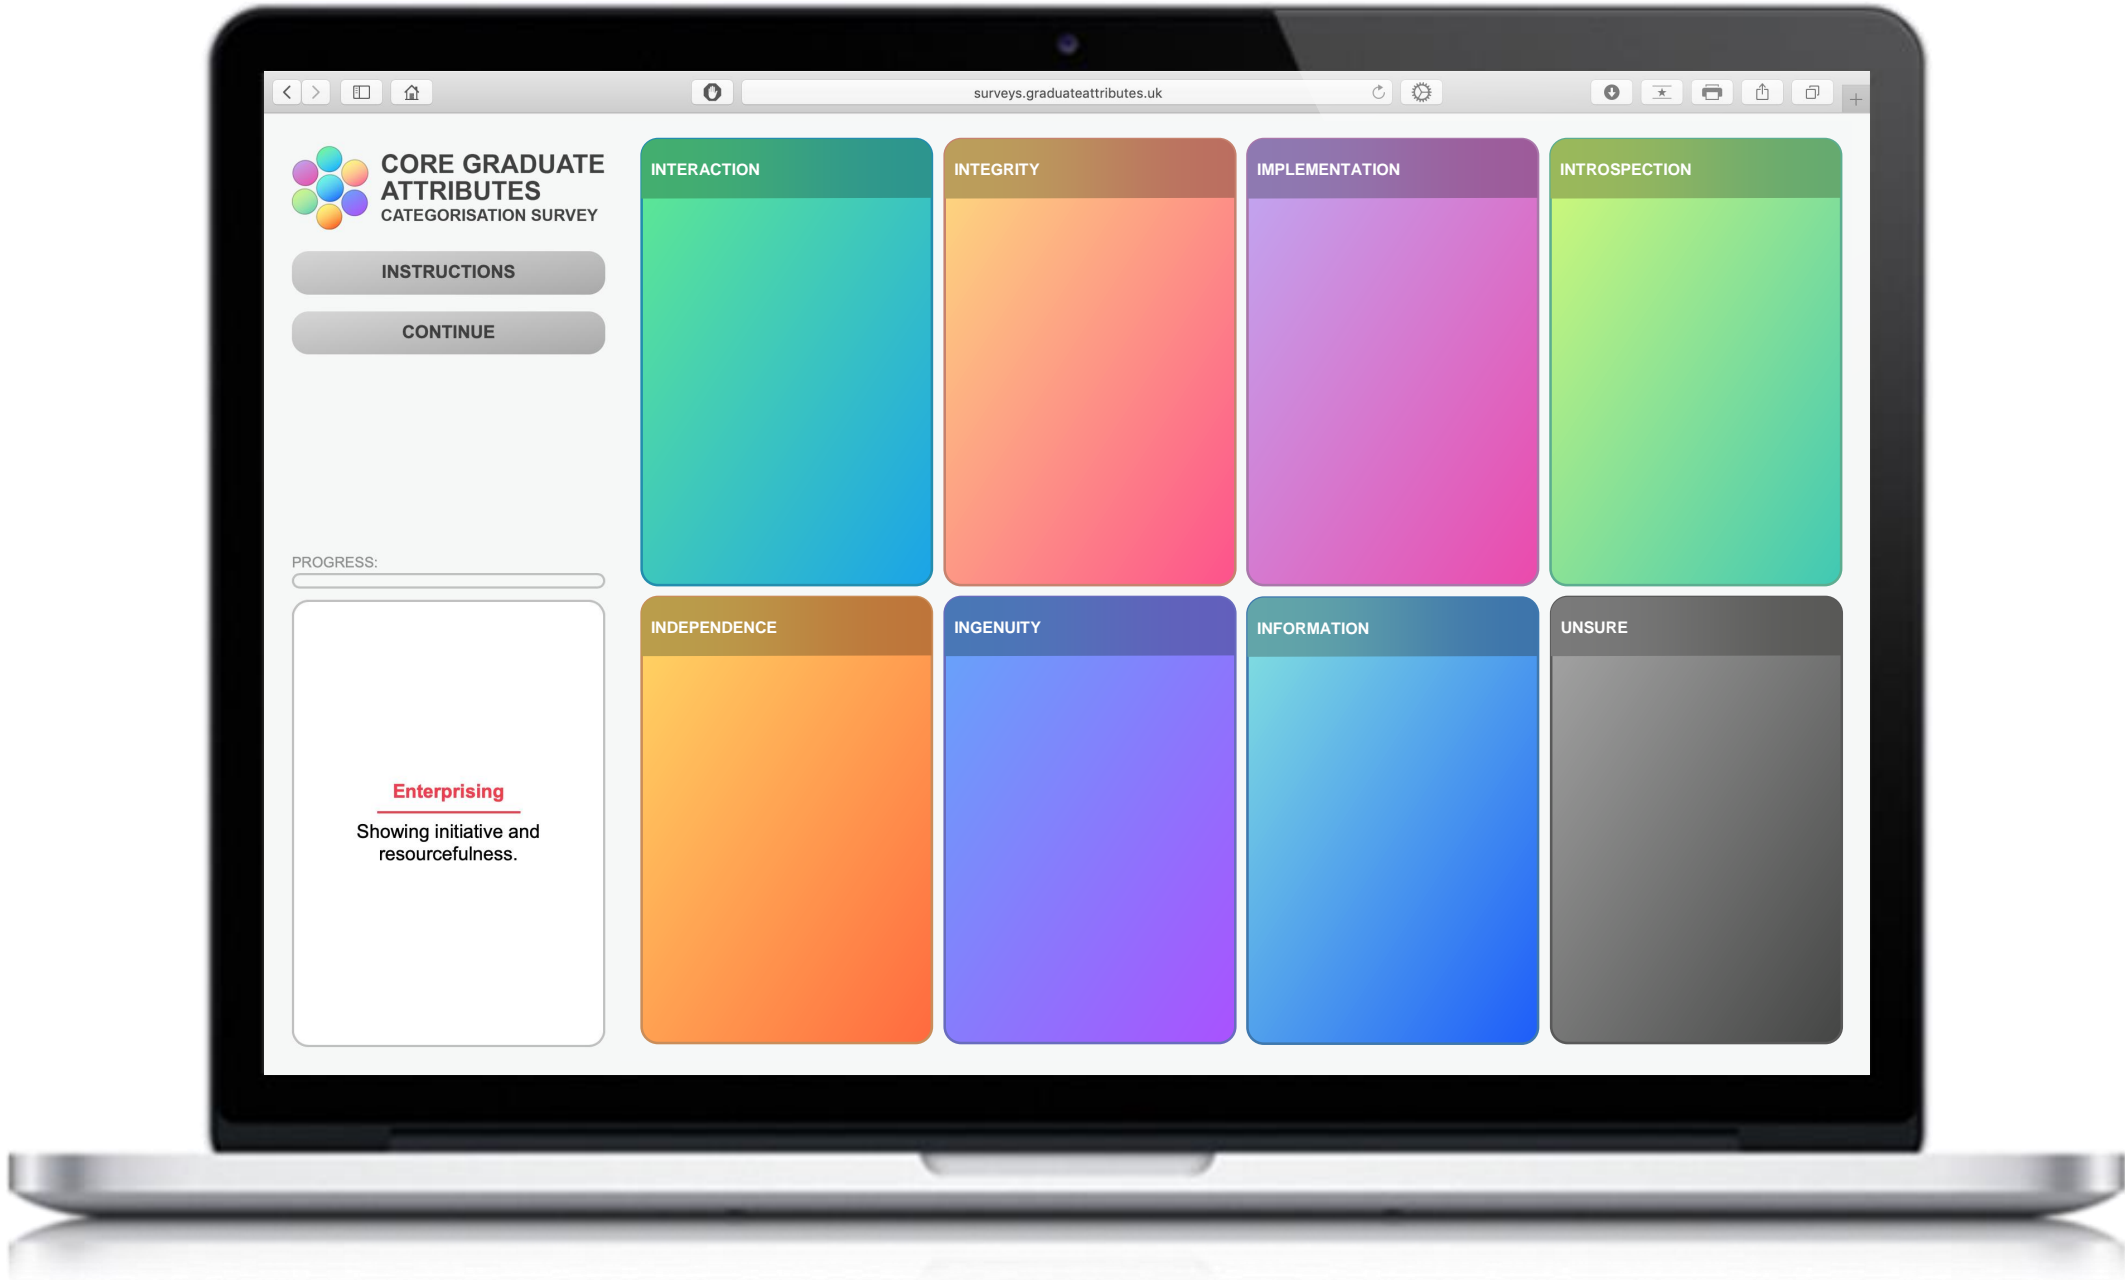 surveys.graduateattributes.uk
CORE GRADUATE
ATTRIBUTES
CATEGORISATION SURVEY
INSTRUCTIONS
CONTINUE
PROGRESS:
Enterprising
Showing initiative and
resourcefulness.
INTERACTION
INTEGRITY
IMPLEMENTATION
INTROSPECTION
INDEPENDENCE
INGENUITY
INFORMATION
UNSURE